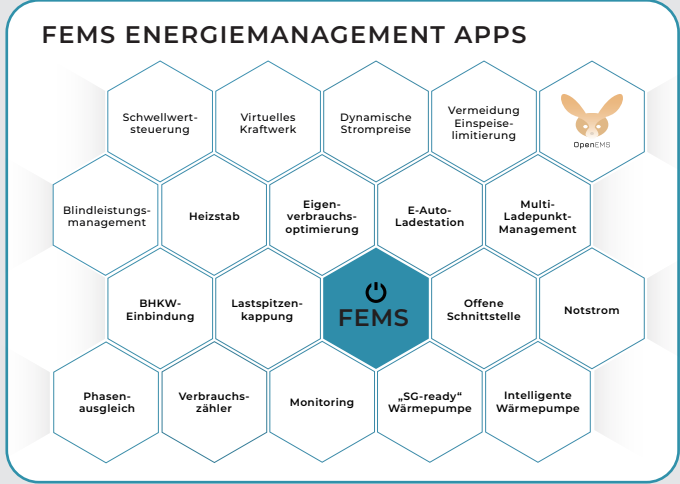 FEMS ENERGIEMANAGEMENT APPS
Schwellwert-
steuerung
Virtuelles
Kraftwerk
Dynamische
Strompreise
Vermeidung
Einspeise-
limitierung
OpenEMS
Blindleistungs-
management
Heizstab
Eigen-
verbrauchs-
optimierung
E-Auto-
Ladestation
Multi-
Ladepunkt-
Management
BHKW-
Einbindung
Lastspitzen-
kappung
FEMS
Offene
Schnittstelle
Notstrom
Phasen-
ausgleich
Verbrauchs-
zähler
Monitoring
„SG-ready"
Wärmepumpe
Intelligente
Wärmepumpe